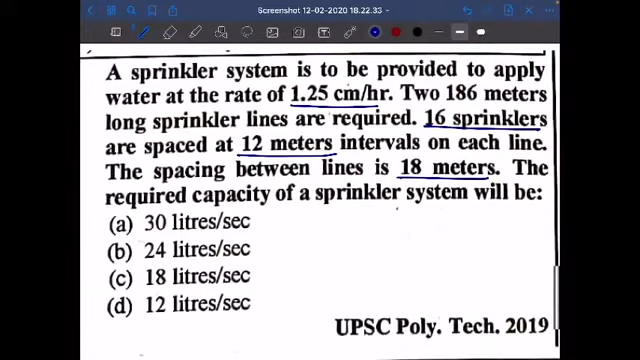 Screenshot 12-02-2020 18.22.33
A sprinkler system is to be provided to apply
water at the rate of 1.25 cm/hr. Two 186 meters
long sprinkler lines are required. 16 sprinklers
are spaced at 12 meters intervals on each line.
The spacing between lines is 18 meters. The
required capacity of a sprinkler system will be:
(a) 30 litres/sec
(b) 24 litres/sec
(c) 18 litres/sec
(d) 12 litres/sec
UPSC Poly. Tech. 2019